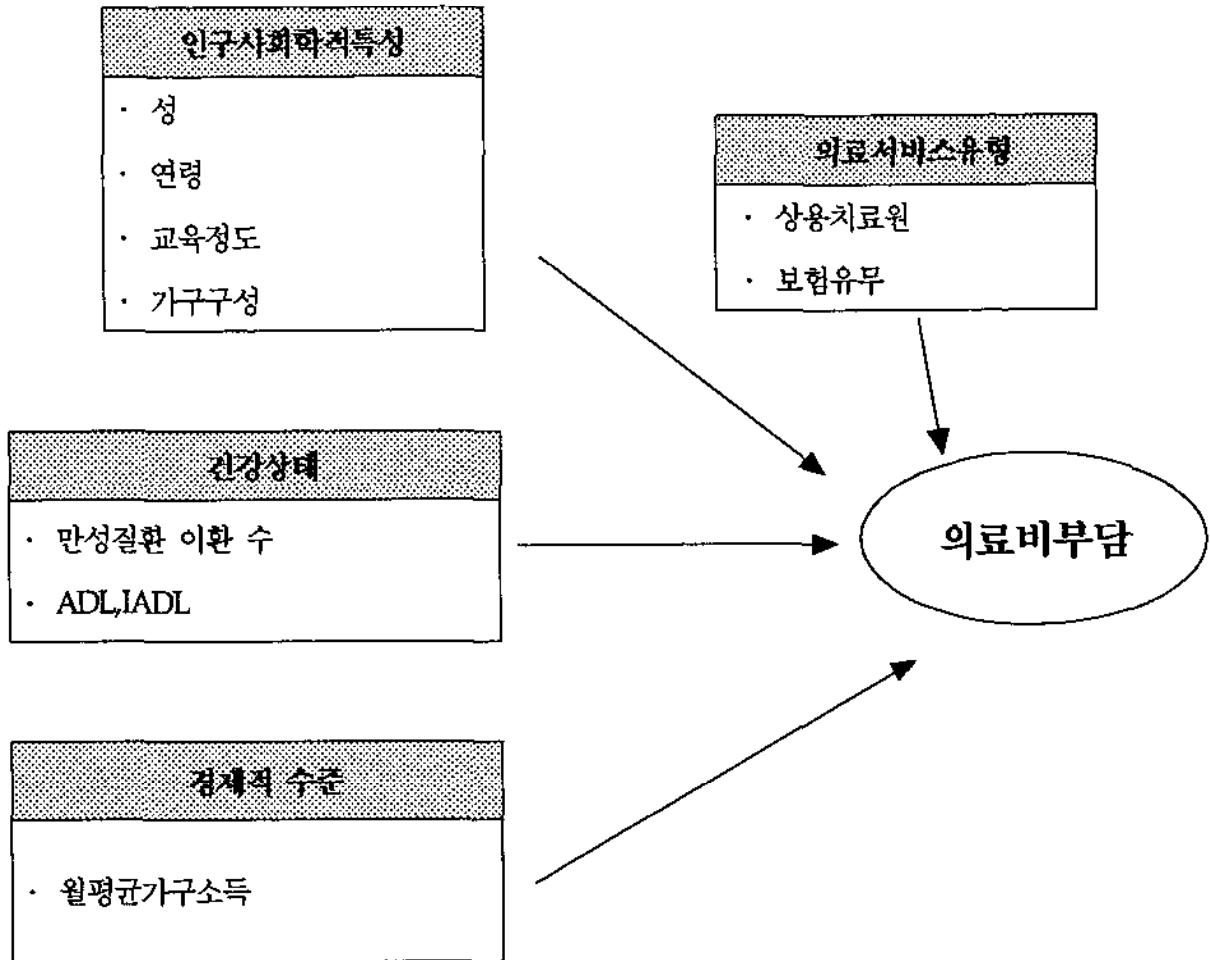 인구사회학적특성
· 성
· 연령
· 교육정도
· 가구구성
의료서비스유형
· 상용치료원
· 보험유무
건강상태
· 만성질환 이환 수
· ADL,IADL
의료비부담
경제적 수준
· 월평균가구소득